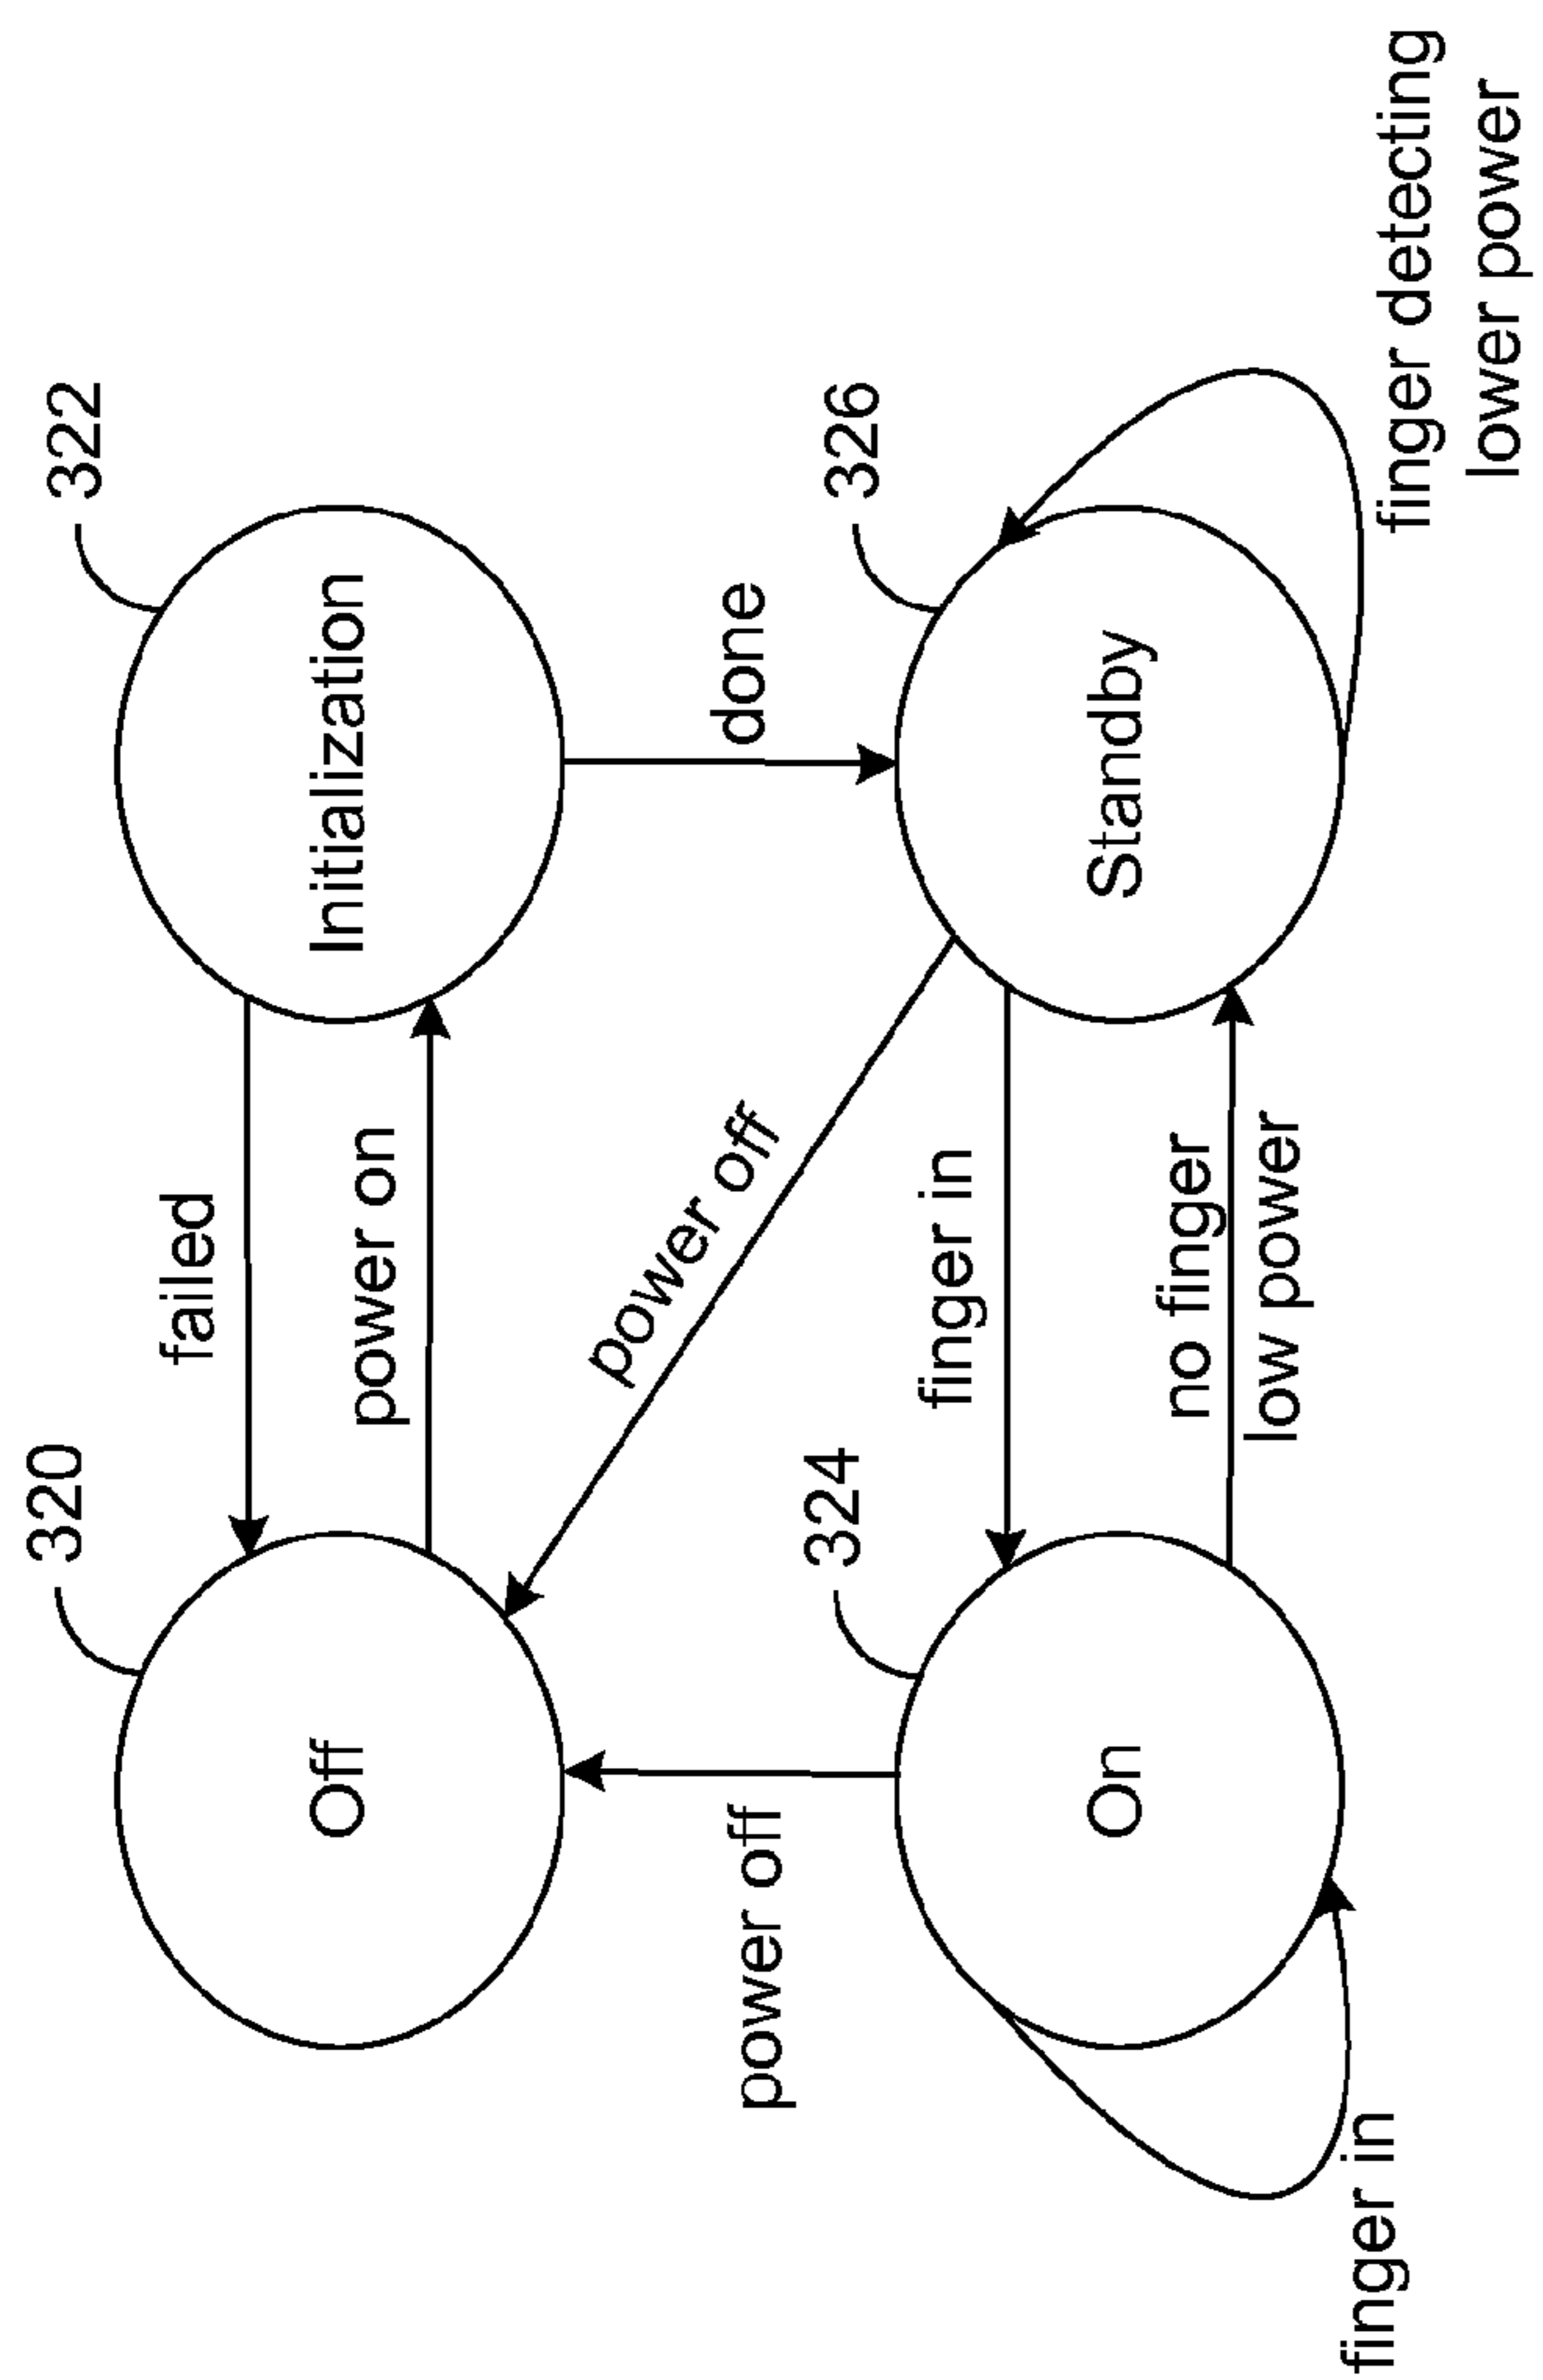 320
322
failed
Off
Initialization
power on
power off
done
power off
324
326
finger in
On
Standby
no finger
low power
finger in
finger detecting
lower power